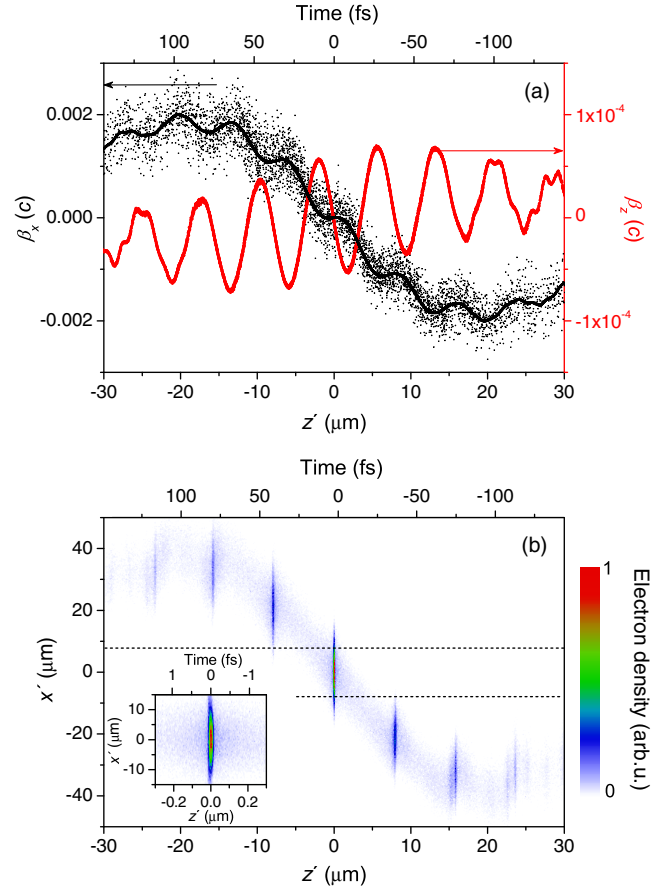 Time (fs)
100 50 0 -50 -100
(a)
0.002
0.000
-0.002
βx (c)
1x10-4
0
-1x10-4
βz (c)
-30 -20 -10 0 10 20 30
z´ (μm)
Time (fs)
100 50 0 -50 -100
(b)
40
20
0
-20
-40
x´ (μm)
Time (fs)
1 0 -1
10
0
-10
x´ (μm)
-0.2 0.0 0.2
z´ (μm)
1
0
Electron density (arb.u.)
-30 -20 -10 0 10 20 30
z´ (μm)